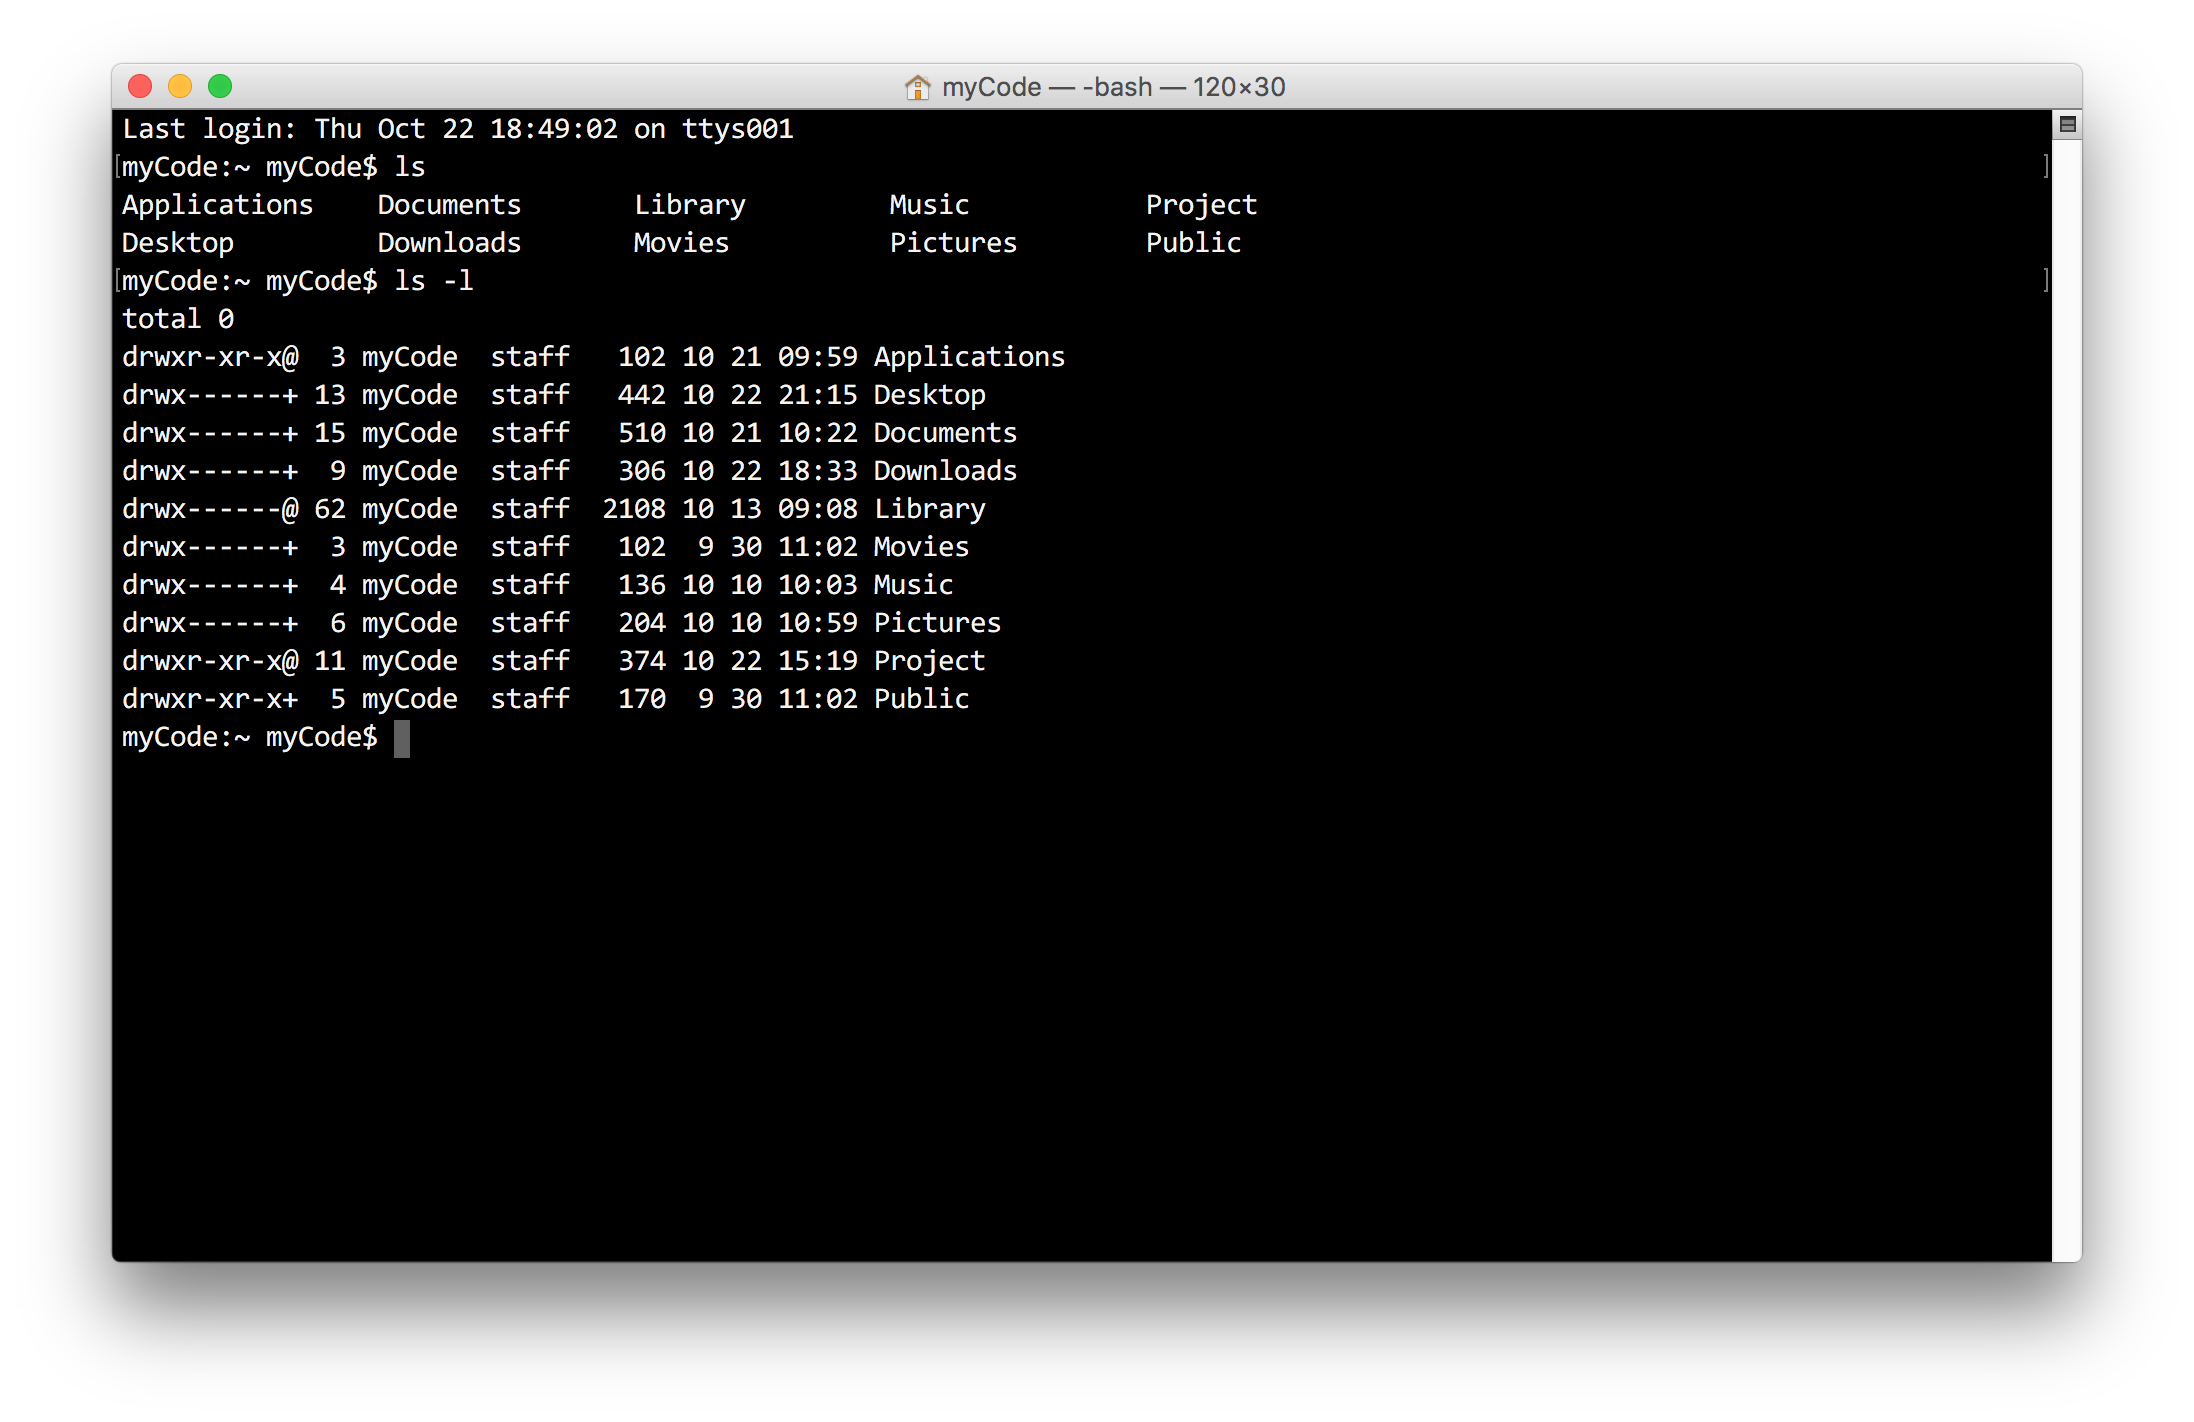 myCode — -bash — 120×30
Last login: Thu Oct 22 18:49:02 on ttys001
[myCode:~ myCode$ ls ]
Applications    Documents       Library         Music           Project
Desktop         Downloads       Movies          Pictures        Public
[myCode:~ myCode$ ls -l ]
total 0
drwxr-xr-x@  3 myCode  staff   102 10 21 09:59 Applications
drwx------+ 13 myCode  staff   442 10 22 21:15 Desktop
drwx------+ 15 myCode  staff   510 10 21 10:22 Documents
drwx------+  9 myCode  staff   306 10 22 18:33 Downloads
drwx------@ 62 myCode  staff  2108 10 13 09:08 Library
drwx------+  3 myCode  staff   102  9 30 11:02 Movies
drwx------+  4 myCode  staff   136 10 10 10:03 Music
drwx------+  6 myCode  staff   204 10 10 10:59 Pictures
drwxr-xr-x@ 11 myCode  staff   374 10 22 15:19 Project
drwxr-xr-x+  5 myCode  staff   170  9 30 11:02 Public
myCode:~ myCode$